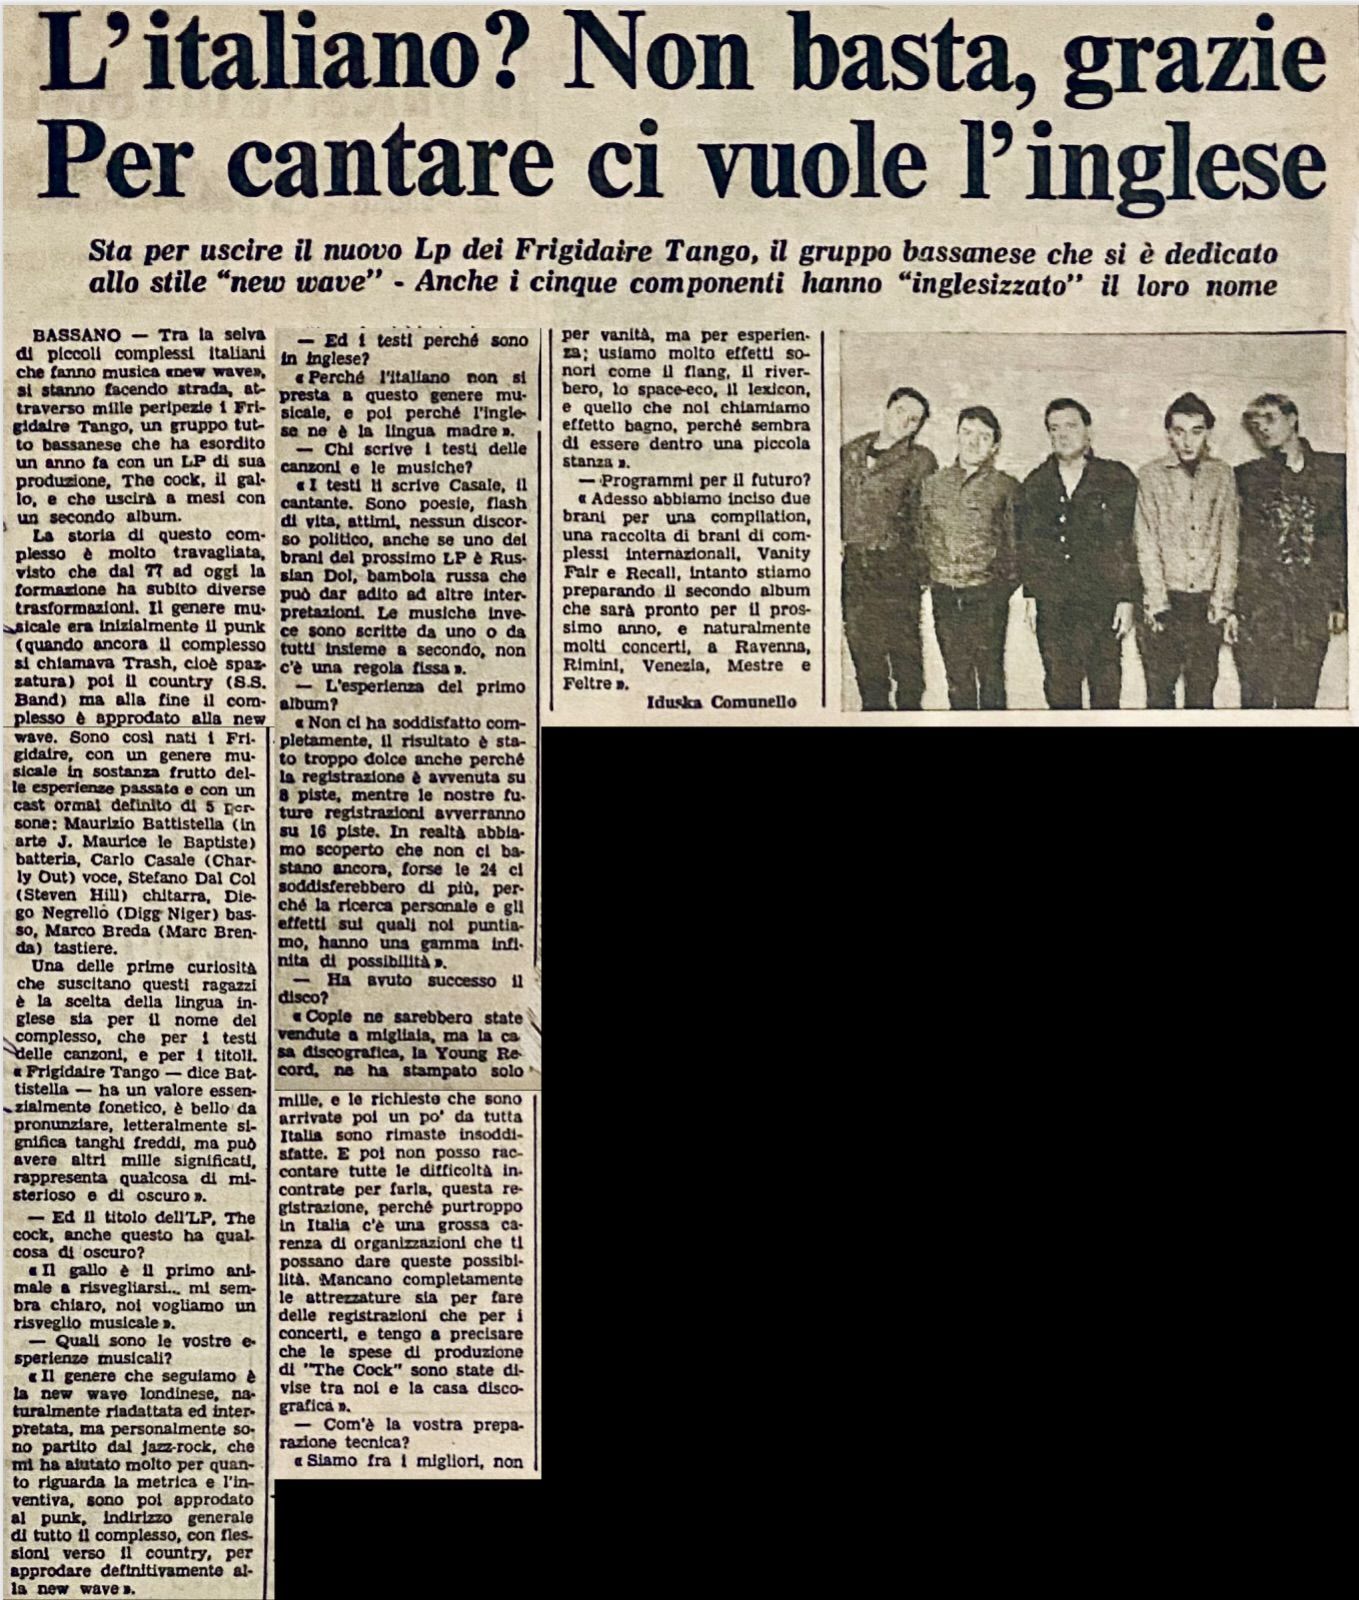 L'italiano? Non basta, grazie
Per cantare ci vuole l'inglese
Sta per uscire il nuovo Lp dei Frigidaire Tango, il gruppo bassanese che si è dedicato
allo stile "new wave" - Anche i cinque componenti hanno "inglesizzato" il loro nome
BASSANO — Tra la selva
di piccoli complessi italiani
che fanno musica «new wave»,
si stanno facendo strada, at-
traverso mille peripezie i Fri-
gidaire Tango, un gruppo tut-
to bassanese che ha esordito
un anno fa con un LP di sua
produzione, The cock, il gal-
lo, e che uscirà a mesi con
un secondo album.
La storia di questo com-
plesso è molto travagliata,
visto che dal 77 ad oggi la
formazione ha subito diverse
trasformazioni. Il genere mu-
sicale era inizialmente il punk
(quando ancora il complesso
si chiamava Trash, cioè spaz-
zatura) poi il country (S.S.
Band) ma alla fine il com-
plesso è approdato alla new
wave. Sono così nati i Fri-
gidaire, con un genere mu-
sicale in sostanza frutto del-
le esperienze passate e con un
cast ormai definito di 5 per-
sone: Maurizio Battistella (in
arte J. Maurice le Baptiste)
batteria, Carlo Casale (Char-
ly Out) voce, Stefano Dal Col
(Steven Hill) chitarra, Die-
go Negrello (Digg Niger) bas-
so, Marco Breda (Marc Bren-
da) tastiere.
Una delle prime curiosità
che suscitano questi ragazzi
è la scelta della lingua in-
glese sia per il nome del
complesso, che per i testi
delle canzoni, e per i titoli.
«Frigidaire Tango — dice Bat-
tistella — ha un valore essen-
zialmente fonetico, è bello da
pronunziare, letteralmente si-
gnifica tanghi freddi, ma può
avere altri mille significati,
rappresenta qualcosa di mi-
sterioso e di oscuro».
— Ed il titolo dell'LP, The
cock, anche questo ha qual-
cosa di oscuro?
«Il gallo è il primo ani-
male a risvegliarsi... mi sem-
bra chiaro, noi vogliamo un
risveglio musicale».
— Quali sono le vostre e-
sperienze musicali?
«Il genere che seguiamo è
la new wave londinese, na-
turalmente riadattata ed inter-
pretata, ma personalmente so-
no partito dal jazz-rock, che
mi ha aiutato molto per quan-
to riguarda la metrica e l'in-
ventiva, sono poi approdato
al punk, indirizzo generale
di tutto il complesso, con fles-
sioni verso il country, per
approdare definitivamente al-
la new wave».
— Ed i testi perché sono
in inglese?
«Perché l'italiano non si
presta a questo genere mu-
sicale, e poi perché l'ingle-
se ne è la lingua madre».
— Chi scrive i testi delle
canzoni e le musiche?
«I testi li scrive Casale, il
cantante. Sono poesie, flash
di vita, attimi, nessun discor-
so politico, anche se uno dei
brani del prossimo LP è Rus-
sian Dol, bambola russa che
può dar adito ad altre inter-
pretazioni. Le musiche inve-
ce sono scritte da uno o da
tutti insieme a secondo, non
c'è una regola fissa».
— L'esperienza del primo
album?
«Non ci ha soddisfatto com-
pletamente, il risultato è sta-
to troppo dolce anche perché
la registrazione è avvenuta su
8 piste, mentre le nostre fu-
ture registrazioni avverranno
su 16 piste. In realtà abbia-
mo scoperto che non ci ba-
stano ancora, forse le 24 ci
soddisferebbero di più, per-
ché la ricerca personale e gli
effetti sui quali noi puntia-
mo, hanno una gamma infi-
nita di possibilità».
— Ha avuto successo il
disco?
«Copie ne sarebbero state
vendute a migliaia, ma la ca
sa discografica, la Young Re-
cord, ne ha stampato solo
mille, e le richieste che sono
arrivate poi un po' da tutta
Italia sono rimaste insoddi-
sfatte. E poi non posso rac-
contare tutte le difficoltà in-
contrate per farla, questa re-
gistrazione, perché purtroppo
in Italia c'è una grossa ca-
renza di organizzazioni che ti
possano dare queste possibi-
lità. Mancano completamente
le attrezzature sia per fare
delle registrazioni che per i
concerti, e tengo a precisare
che le spese di produzione
di "The Cock" sono state di-
vise tra noi e la casa disco-
grafica».
— Com'è la vostra prepa-
razione tecnica?
«Siamo fra i migliori, non
per vanità, ma per esperien-
za; usiamo molto effetti so-
nori come il flang, il river-
bero, lo space-eco, il lexicon,
e quello che noi chiamiamo
effetto bagno, perché sembra
di essere dentro una piccola
stanza».
— Programmi per il futuro?
«Adesso abbiamo inciso due
brani per una compilation,
una raccolta di brani di com-
plessi internazionali, Vanity
Fair e Recall, intanto stiamo
preparando il secondo album
che sarà pronto per il pros-
simo anno, e naturalmente
molti concerti, a Ravenna,
Rimini, Venezia, Mestre e
Feltre».
Iduska Comunello